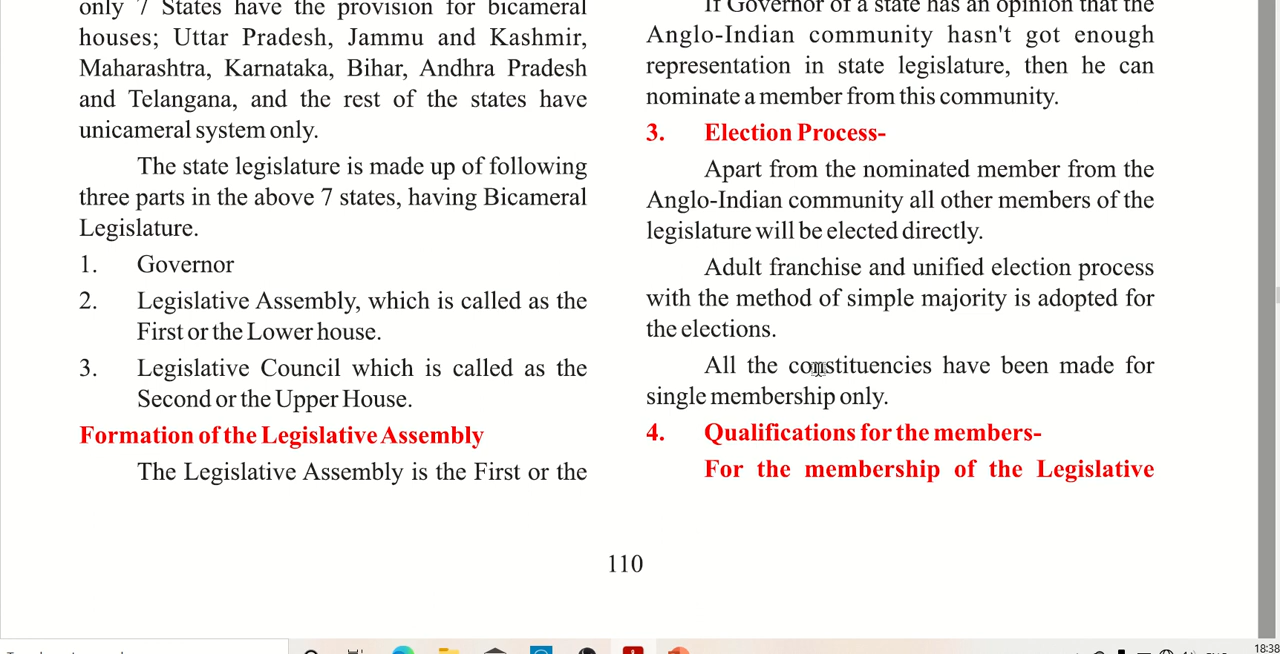 only 7 States have the provision for bicameral
houses; Uttar Pradesh, Jammu and Kashmir,
Maharashtra, Karnataka, Bihar, Andhra Pradesh
and Telangana, and the rest of the states have
unicameral system only.
The state legislature is made up of following
three parts in the above 7 states, having Bicameral
Legislature.
1. Governor
2. Legislative Assembly, which is called as the
First or the Lower house.
3. Legislative Council which is called as the
Second or the Upper House.
Formation of the Legislative Assembly
The Legislative Assembly is the First or the
If Governor of a state has an opinion that the
Anglo-Indian community hasn't got enough
representation in state legislature, then he can
nominate a member from this community.
3. Election Process-
Apart from the nominated member from the
Anglo-Indian community all other members of the
legislature will be elected directly.
Adult franchise and unified election process
with the method of simple majority is adopted for
the elections.
All the constituencies have been made for
single membership only.
4. Qualifications for the members-
For the membership of the Legislative
110
18:38